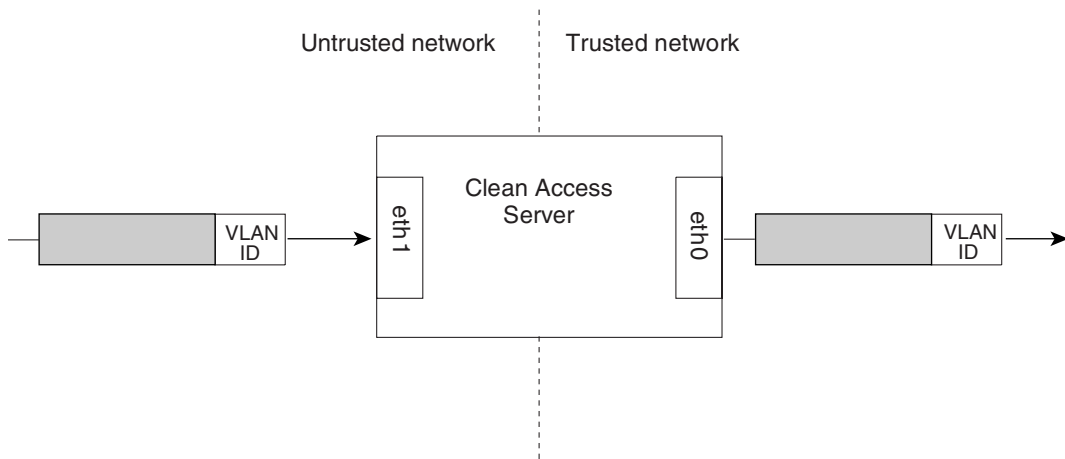 Untrusted network
Trusted network
Clean Access
Server
eth1
eth0
VLAN
ID
VLAN
ID